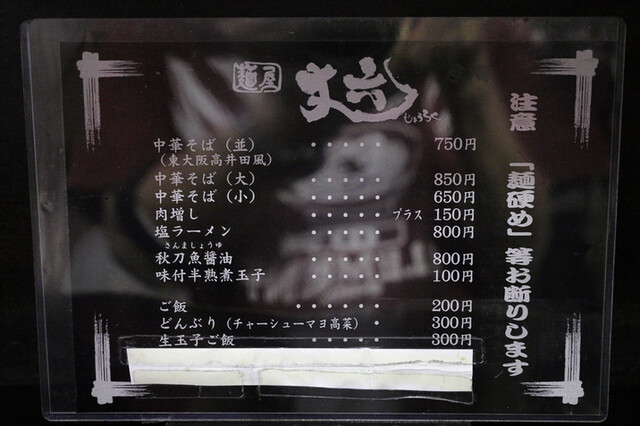 麺屋 丈六
じょうろく
中華そば（並） ・・・・・ 750円
（東大阪高井田風）
中華そば（大） ・・・・・ 850円
中華そば（小） ・・・・・ 650円
肉増し ・・・・・プラス 150円
塩ラーメン ・・・・・ 800円
さんましょうゆ
秋刀魚醤油 ・・・・・ 800円
味付半熟煮玉子 ・・・・・ 100円
ご飯 ・・・・・・ 200円
どんぶり（チャーシューマヨ高菜） ・ 300円
生玉子ご飯 ・・・・・ 300円
注意 「麺硬め」等お断りします